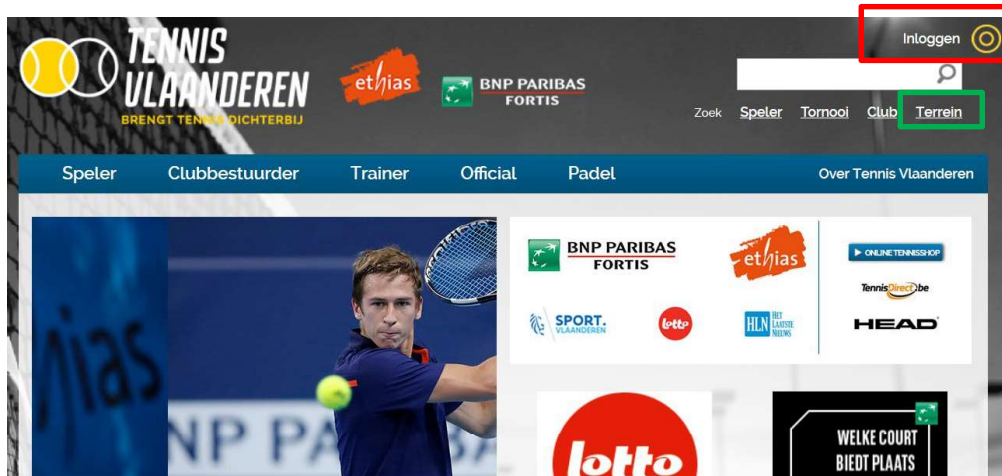 Inloggen
TENNIS
VLAANDEREN
BRENGT TENNIS DICHTERBIJ
ethias
BNP PARIBAS
FORTIS
Zoek Speler Tornooi Club Terrein
Speler Clubbestuurder Trainer Official Padel Over Tennis Vlaanderen
BNP PARIBAS
FORTIS
ethias
ONLINE TENNISSHOP
TennisDirect.be
SPORT.
VLAANDEREN
lotto
HLN HET
LAATSTE
NIEUWS
HEAD
hias
NP PA
lotto
WELKE COURT
BIEDT PLAATS